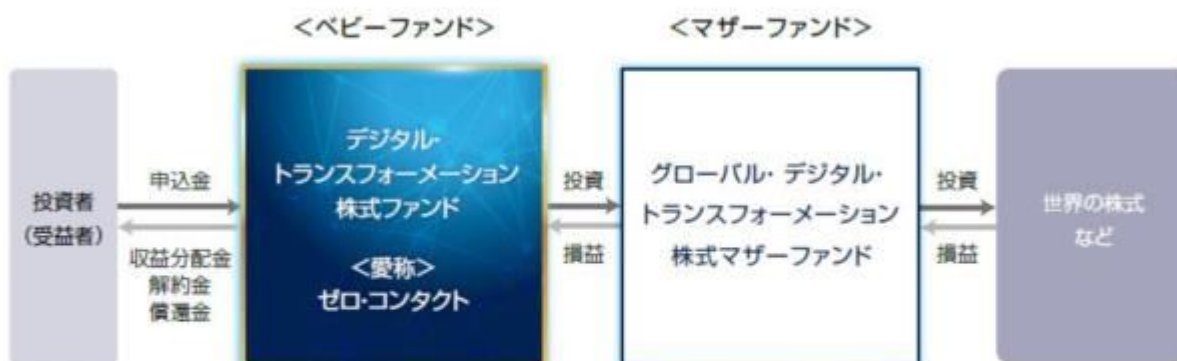 <ベビーファンド>
<マザーファンド>
投資者
(受益者)
申込金
収益分配金
解約金
償還金
デジタル・
トランスフォーメーション
株式ファンド
<愛称>
ゼロ・コンタクト
投資
損益
グローバル・デジタル・
トランスフォーメーション
株式マザーファンド
投資
損益
世界の株式
など